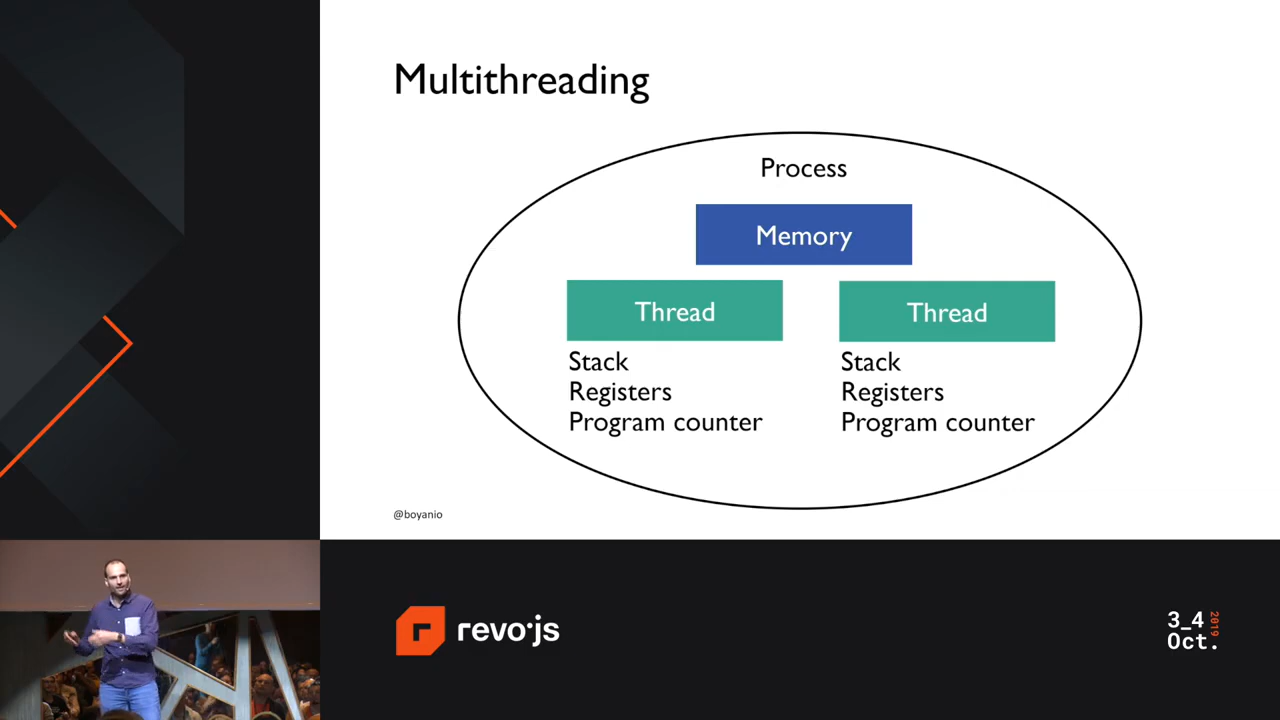 Multithreading
Process
Memory
Thread
Stack
Registers
Program counter
Thread
Stack
Registers
Program counter
@boyanio
r revo·js
3_4
Oct.
2019